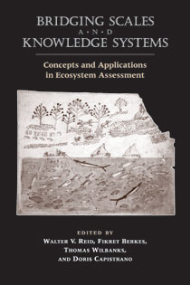 BRIDGING SCALES
AND
KNOWLEDGE SYSTEMS
Concepts and Applications
in Ecosystem Assessment
EDITED BY
WALTER V. REID, FIKRET BERKES,
THOMAS WILBANKS,
AND DORIS CAPISTRANO